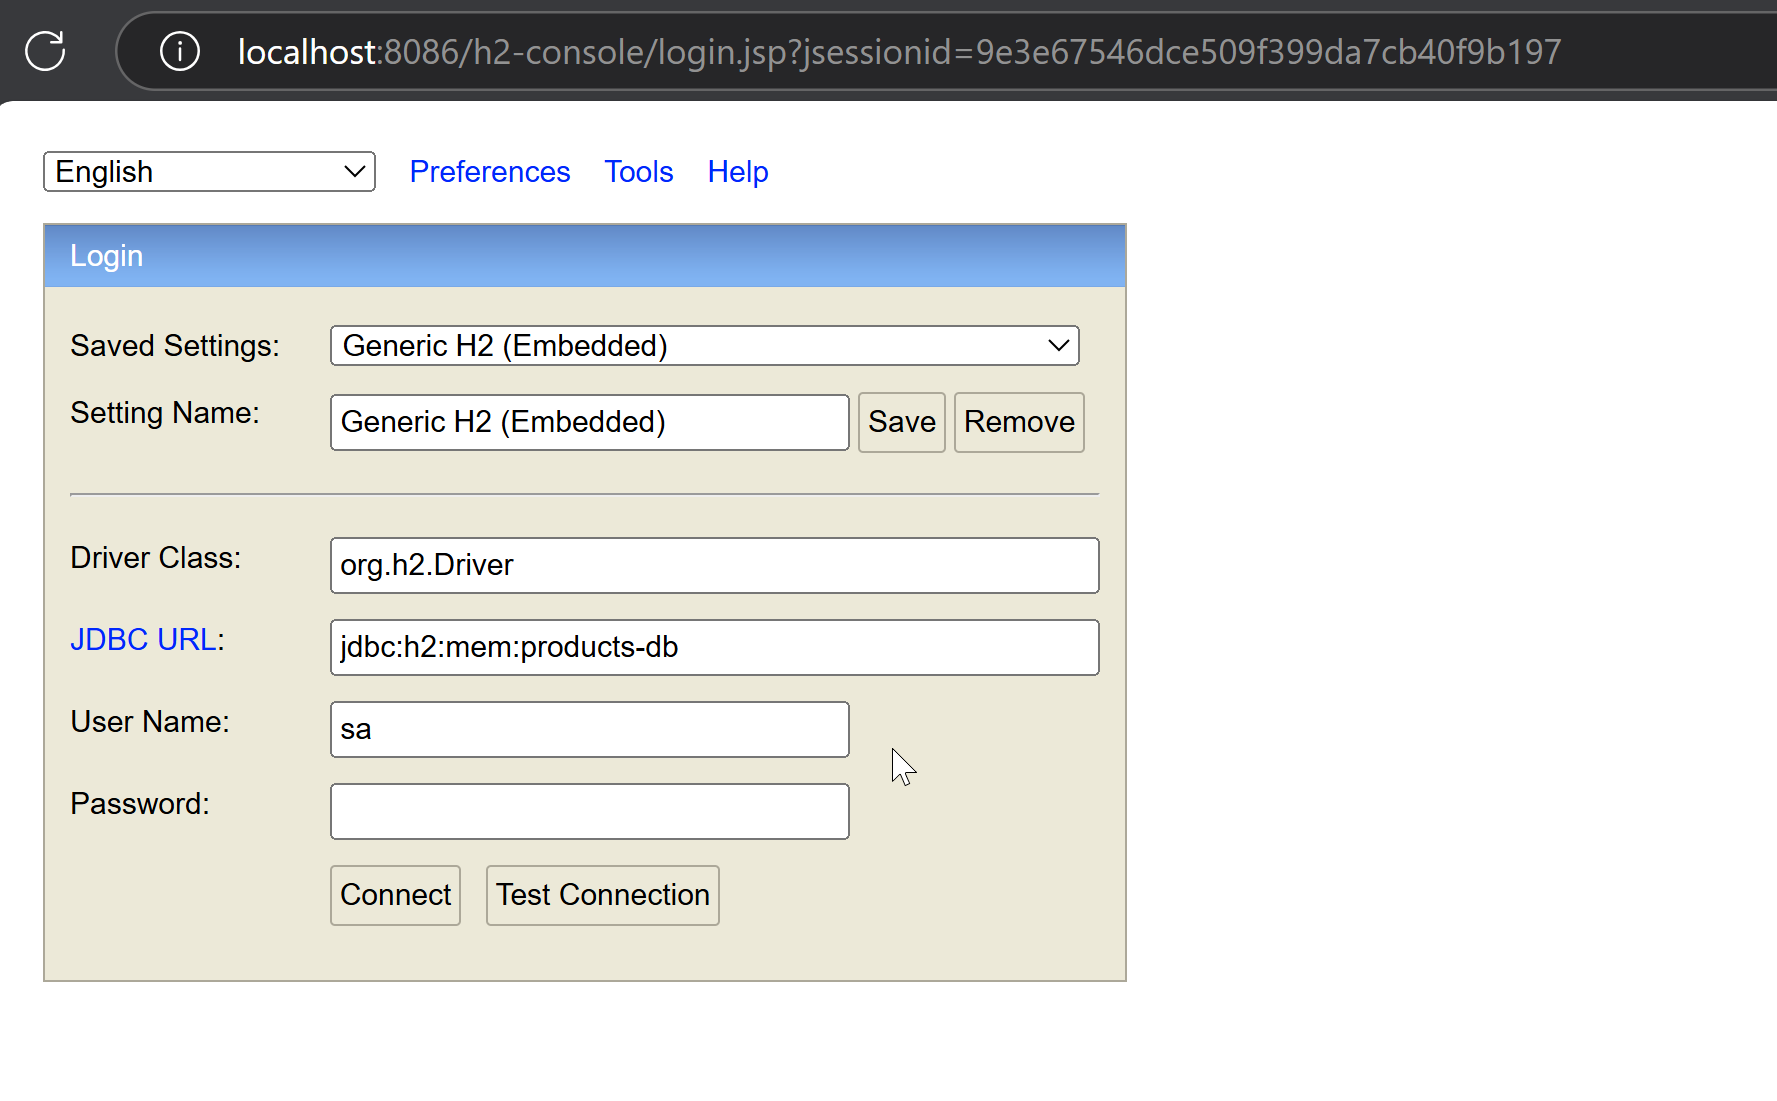 localhost:8086/h2-console/login.jsp?jsessionid=9e3e67546dce509f399da7cb40f9b197
English Preferences Tools Help
Login
Saved Settings: Generic H2 (Embedded)
Setting Name: Generic H2 (Embedded) Save Remove
Driver Class: org.h2.Driver
JDBC URL: jdbc:h2:mem:products-db
User Name: sa
Password:
Connect Test Connection